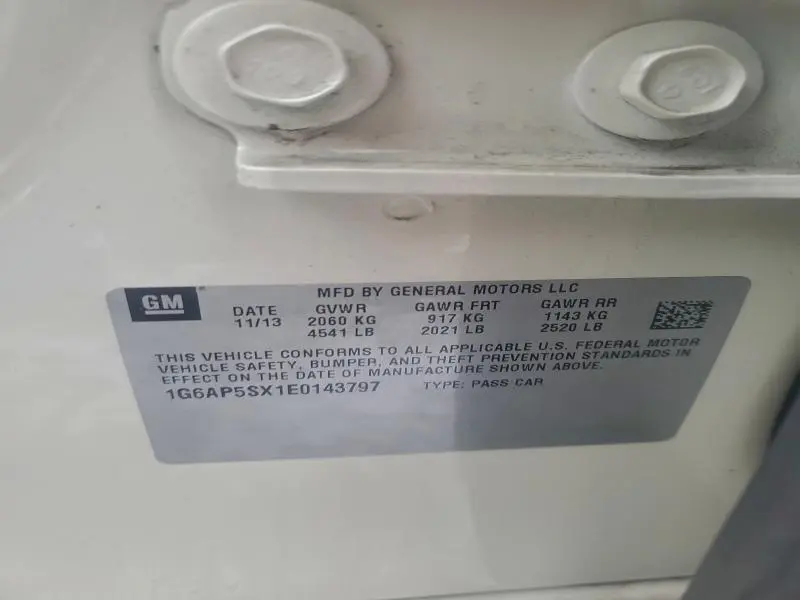 GM
MFD BY GENERAL MOTORS LLC
DATE GVWR GAWR FRT GAWR RR
11/13 2060 KG 917 KG 1143 KG
4541 LB 2021 LB 2520 LB
THIS VEHICLE CONFORMS TO ALL APPLICABLE U.S. FEDERAL MOTOR
VEHICLE SAFETY, BUMPER, AND THEFT PREVENTION STANDARDS IN
EFFECT ON THE DATE OF MANUFACTURE SHOWN ABOVE.
1G6AP5SX1E0143797 TYPE: PASS CAR